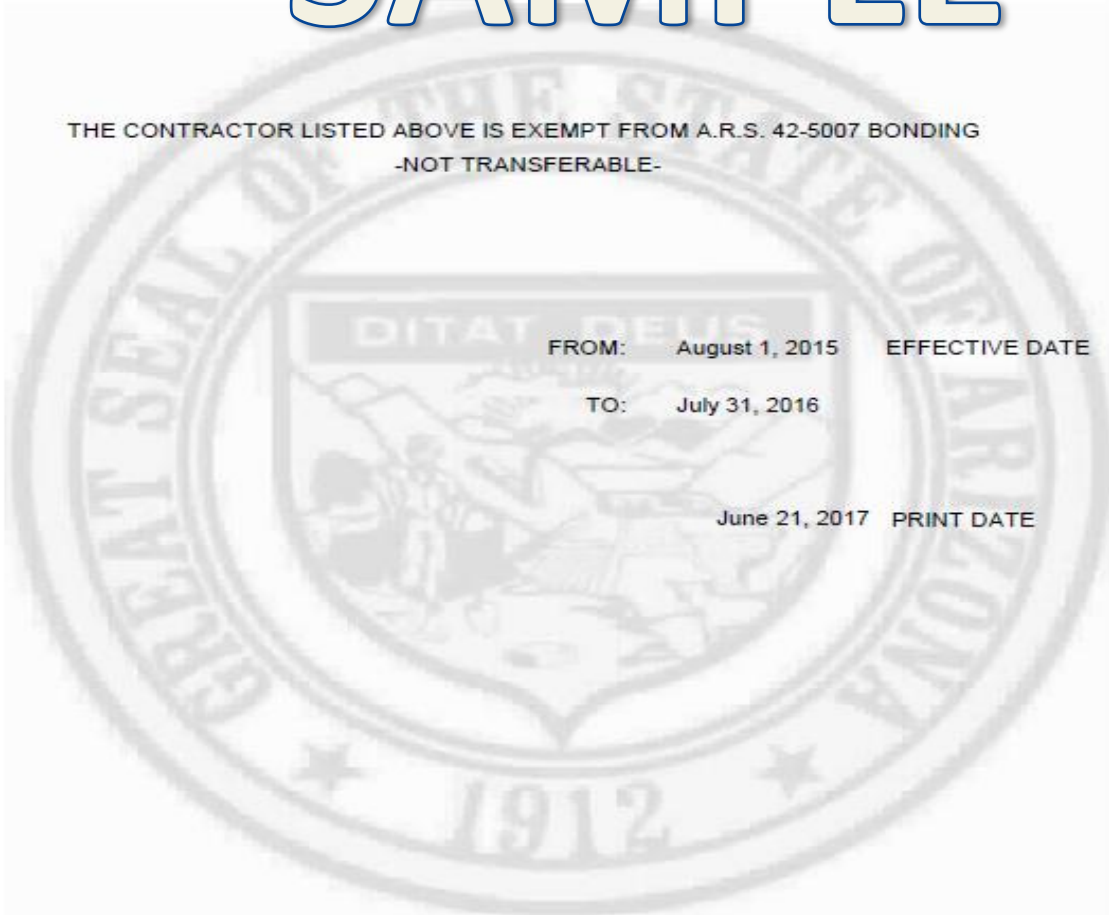 SAMPLE
THE CONTRACTOR LISTED ABOVE IS EXEMPT FROM A.R.S. 42-5007 BONDING
-NOT TRANSFERABLE-
GREAT SEAL OF THE STATE OF ARIZONA
DITAT DEUS
FROM: August 1, 2015 EFFECTIVE DATE
TO: July 31, 2016
June 21, 2017 PRINT DATE
1912